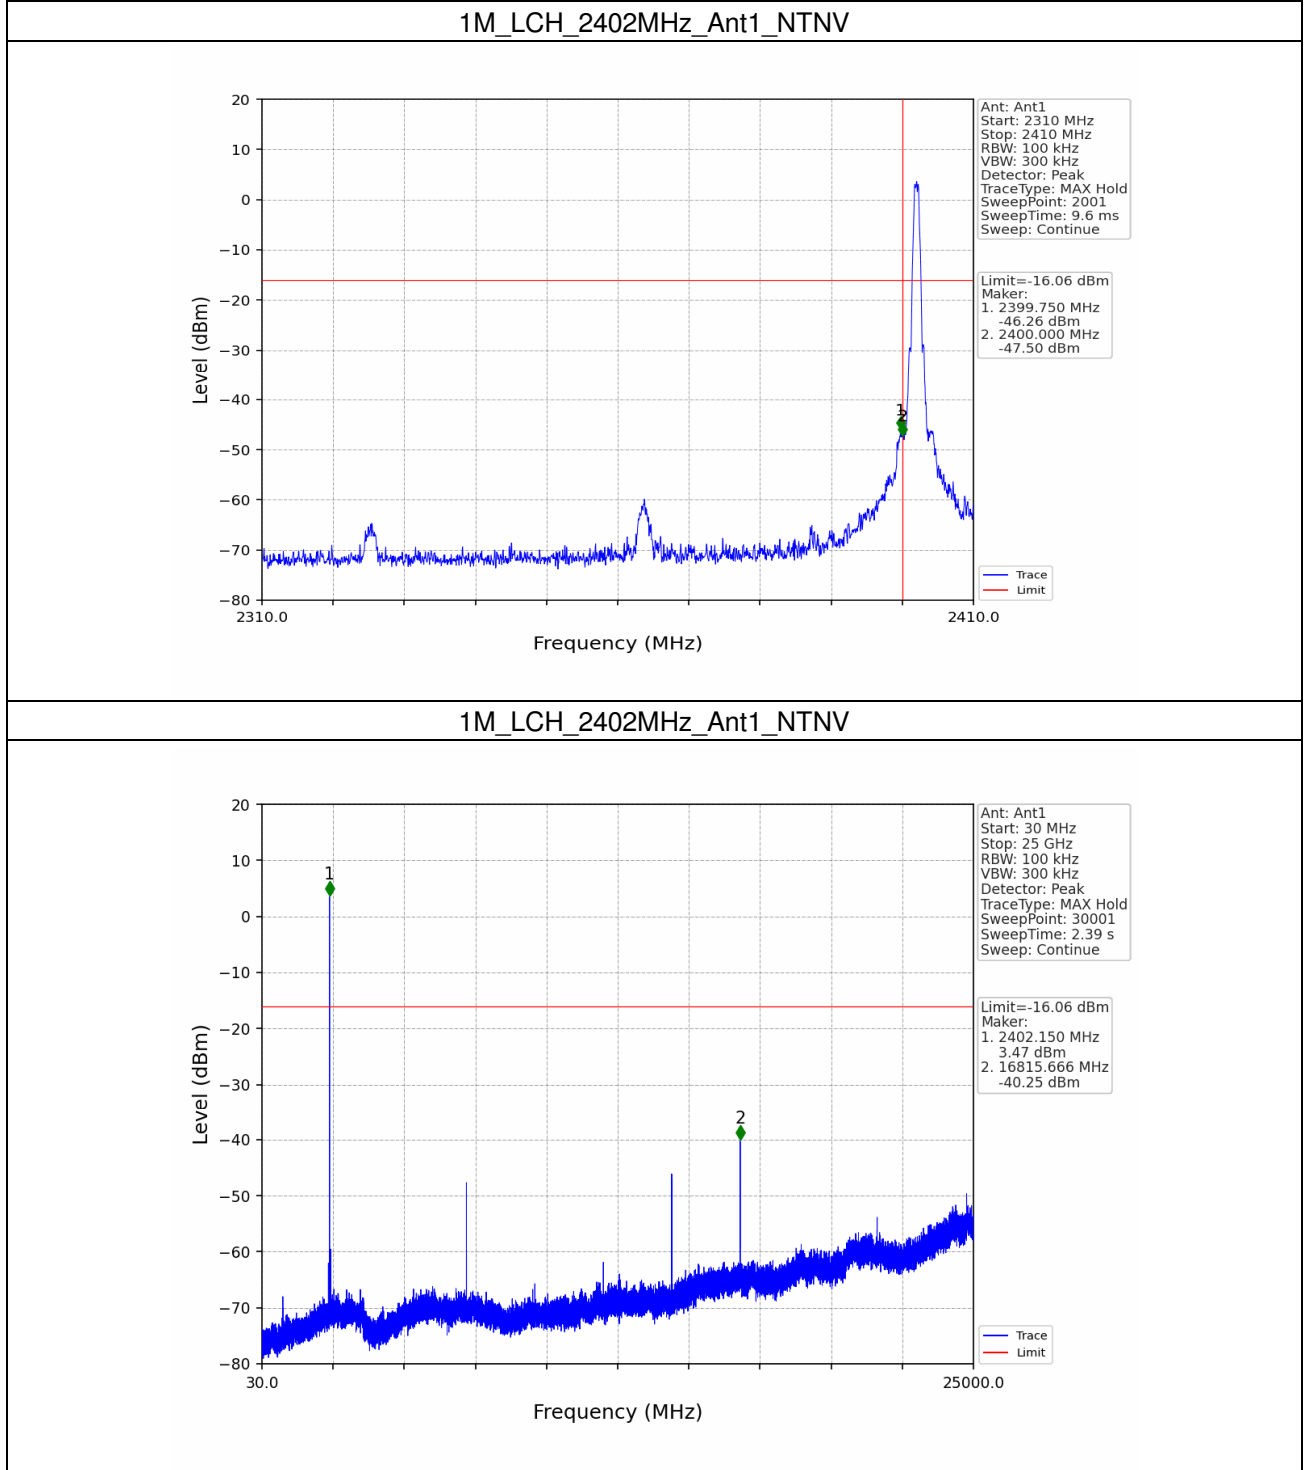 1M_LCH_2402MHz_Ant1_NTNV
20
10
0
−10
−20
−30
−40
−50
−60
−70
−80
Level (dBm)
2310.0
2410.0
Frequency (MHz)
1
2
Ant: Ant1
Start: 2310 MHz
Stop: 2410 MHz
RBW: 100 kHz
VBW: 300 kHz
Detector: Peak
TraceType: MAX Hold
SweepPoint: 2001
SweepTime: 9.6 ms
Sweep: Continue
Limit=-16.06 dBm
Maker:
1. 2399.750 MHz
-46.26 dBm
2. 2400.000 MHz
-47.50 dBm
Trace
Limit
1M_LCH_2402MHz_Ant1_NTNV
20
10
0
−10
−20
−30
−40
−50
−60
−70
−80
Level (dBm)
30.0
25000.0
Frequency (MHz)
1
2
Ant: Ant1
Start: 30 MHz
Stop: 25 GHz
RBW: 100 kHz
VBW: 300 kHz
Detector: Peak
TraceType: MAX Hold
SweepPoint: 30001
SweepTime: 2.39 s
Sweep: Continue
Limit=-16.06 dBm
Maker:
1. 2402.150 MHz
3.47 dBm
2. 16815.666 MHz
-40.25 dBm
Trace
Limit